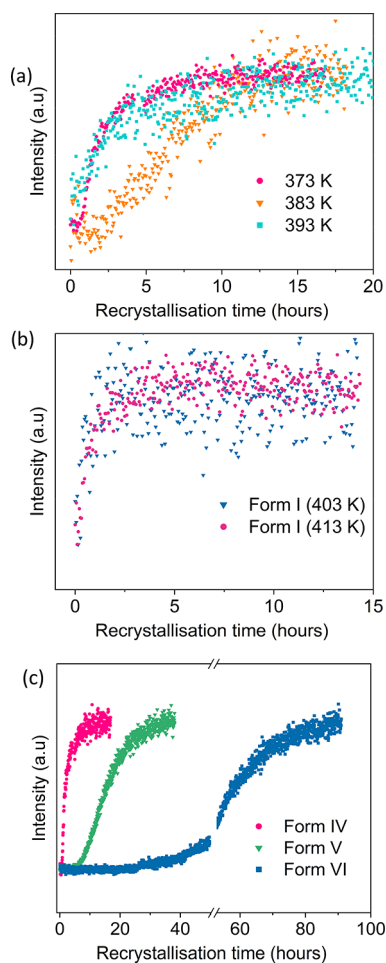 (a)
Intensity (a.u)
373 K
383 K
393 K
0 5 10 15 20
Recrystallisation time (hours)
(b)
Intensity (a.u)
Form I (403 K)
Form I (413 K)
0 5 10 15
Recrystallisation time (hours)
(c)
Intensity (a.u)
Form IV
Form V
Form VI
0 20 40 60 80 100
Recrystallisation time (hours)